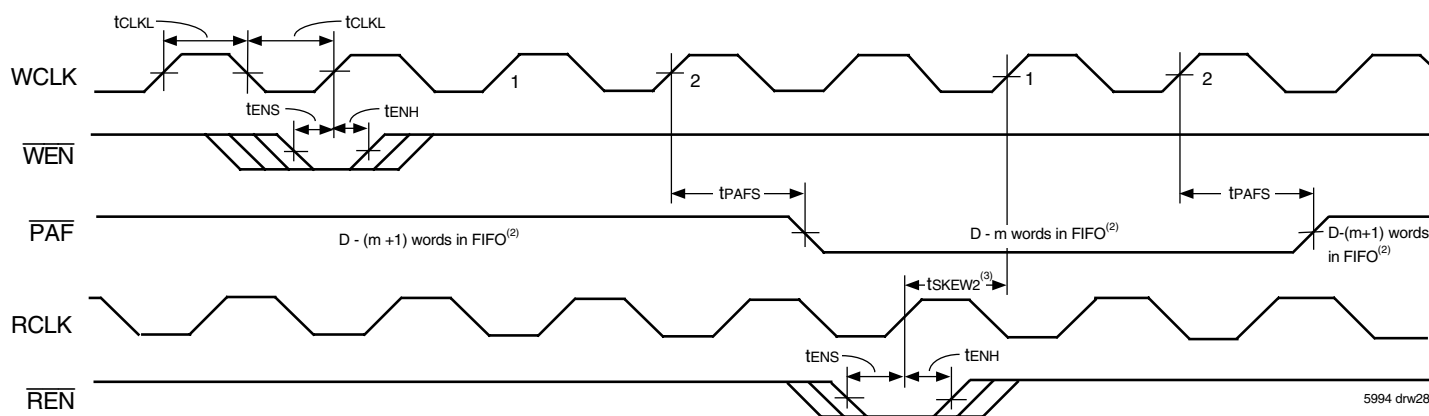 tCLKL tCLKL
WCLK 1 2 1 2
tENS tENH
WEN
tPAFS tPAFS
PAF D - (m +1) words in FIFO(2) D - m words in FIFO(2) D-(m+1) words
in FIFO(2)
tSKEW2(3)
RCLK
tENS tENH
REN
5994 drw28